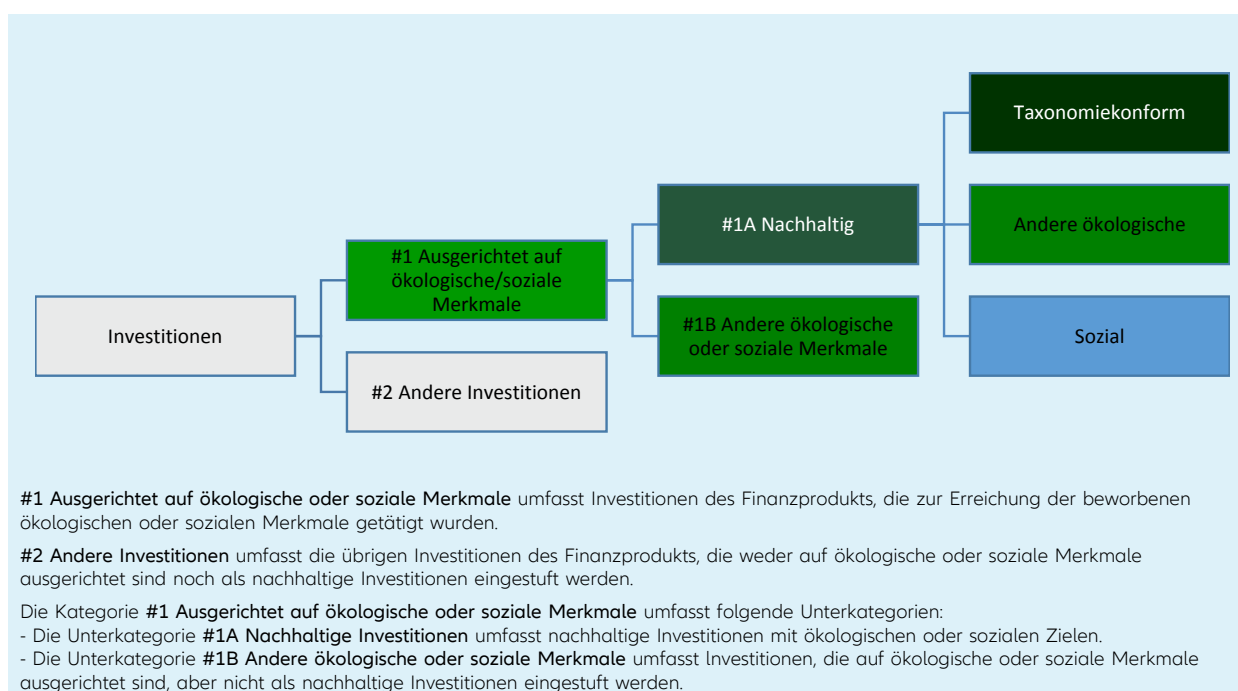 Taxonomiekonform
#1A Nachhaltig
Andere ökologische
#1 Ausgerichtet auf
ökologische/soziale
Merkmale
Investitionen
#1B Andere ökologische
oder soziale Merkmale
Sozial
#2 Andere Investitionen
#1 Ausgerichtet auf ökologische oder soziale Merkmale umfasst Investitionen des Finanzprodukts, die zur Erreichung der beworbenen
ökologischen oder sozialen Merkmale getätigt wurden.
#2 Andere Investitionen umfasst die übrigen Investitionen des Finanzprodukts, die weder auf ökologische oder soziale Merkmale
ausgerichtet sind noch als nachhaltige Investitionen eingestuft werden.
Die Kategorie #1 Ausgerichtet auf ökologische oder soziale Merkmale umfasst folgende Unterkategorien:
- Die Unterkategorie #1A Nachhaltige Investitionen umfasst nachhaltige Investitionen mit ökologischen oder sozialen Zielen.
- Die Unterkategorie #1B Andere ökologische oder soziale Merkmale umfasst Investitionen, die auf ökologische oder soziale Merkmale
ausgerichtet sind, aber nicht als nachhaltige Investitionen eingestuft werden.